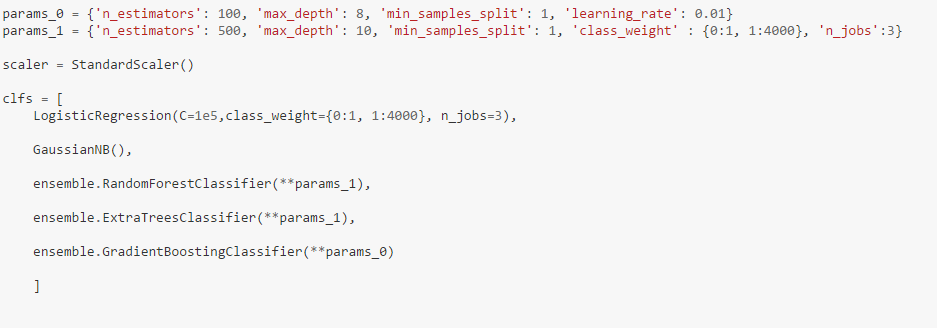 params_0 = {'n_estimators': 100, 'max_depth': 8, 'min_samples_split': 1, 'learning_rate': 0.01}
params_1 = {'n_estimators': 500, 'max_depth': 10, 'min_samples_split': 1, 'class_weight' : {0:1, 1:4000}, 'n_jobs':3}
scaler = StandardScaler()
clfs = [
    LogisticRegression(C=1e5,class_weight={0:1, 1:4000}, n_jobs=3),
    GaussianNB(),
    ensemble.RandomForestClassifier(**params_1),
    ensemble.ExtraTreesClassifier(**params_1),
    ensemble.GradientBoostingClassifier(**params_0)
    ]